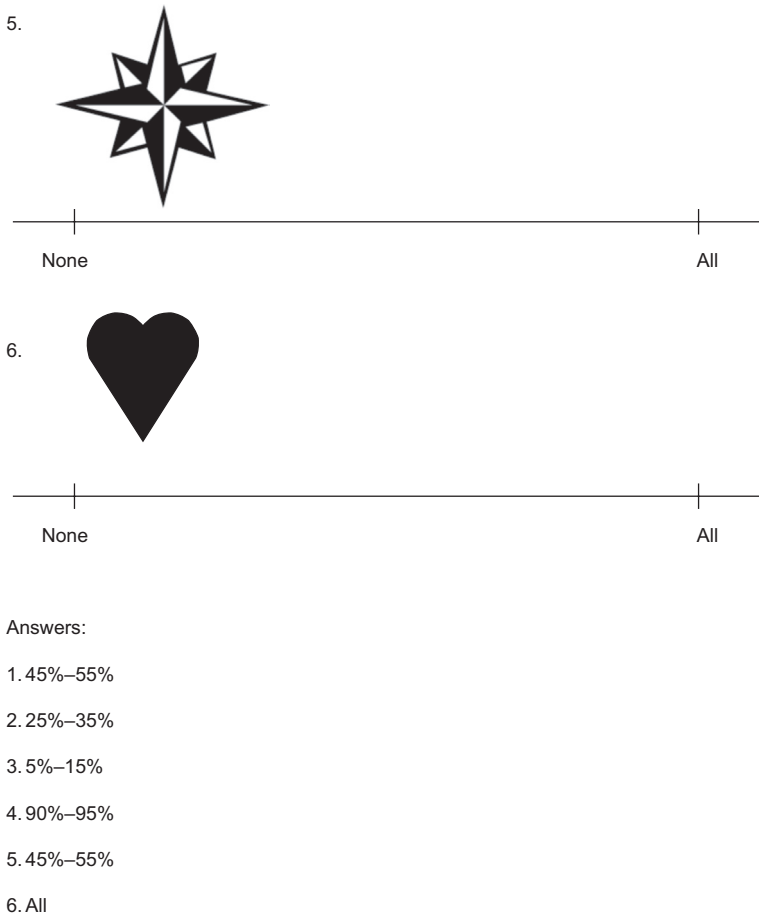 5.
None All
6.
None All
Answers:
1. 45%–55%
2. 25%–35%
3. 5%–15%
4. 90%–95%
5. 45%–55%
6. All